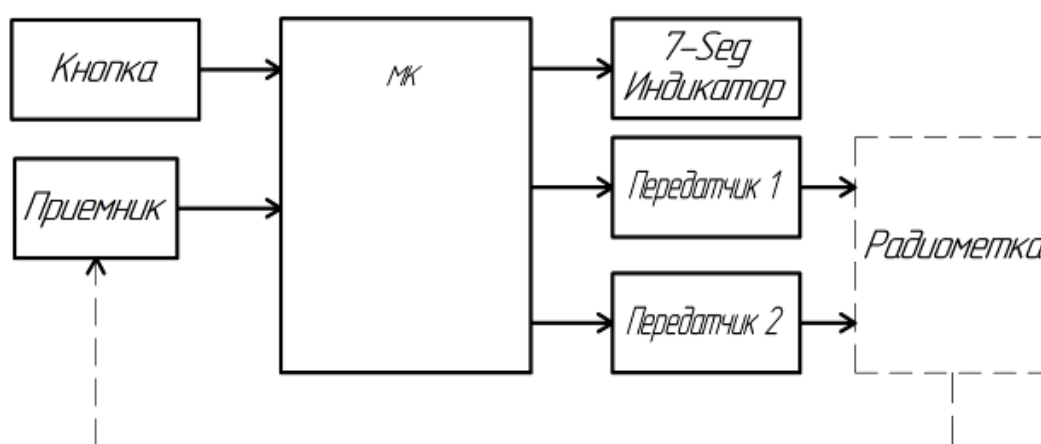 Кнопка
МК
7-Seg
Индикатор
Приемник
Передатчик 1
Радиометка
Передатчик 2